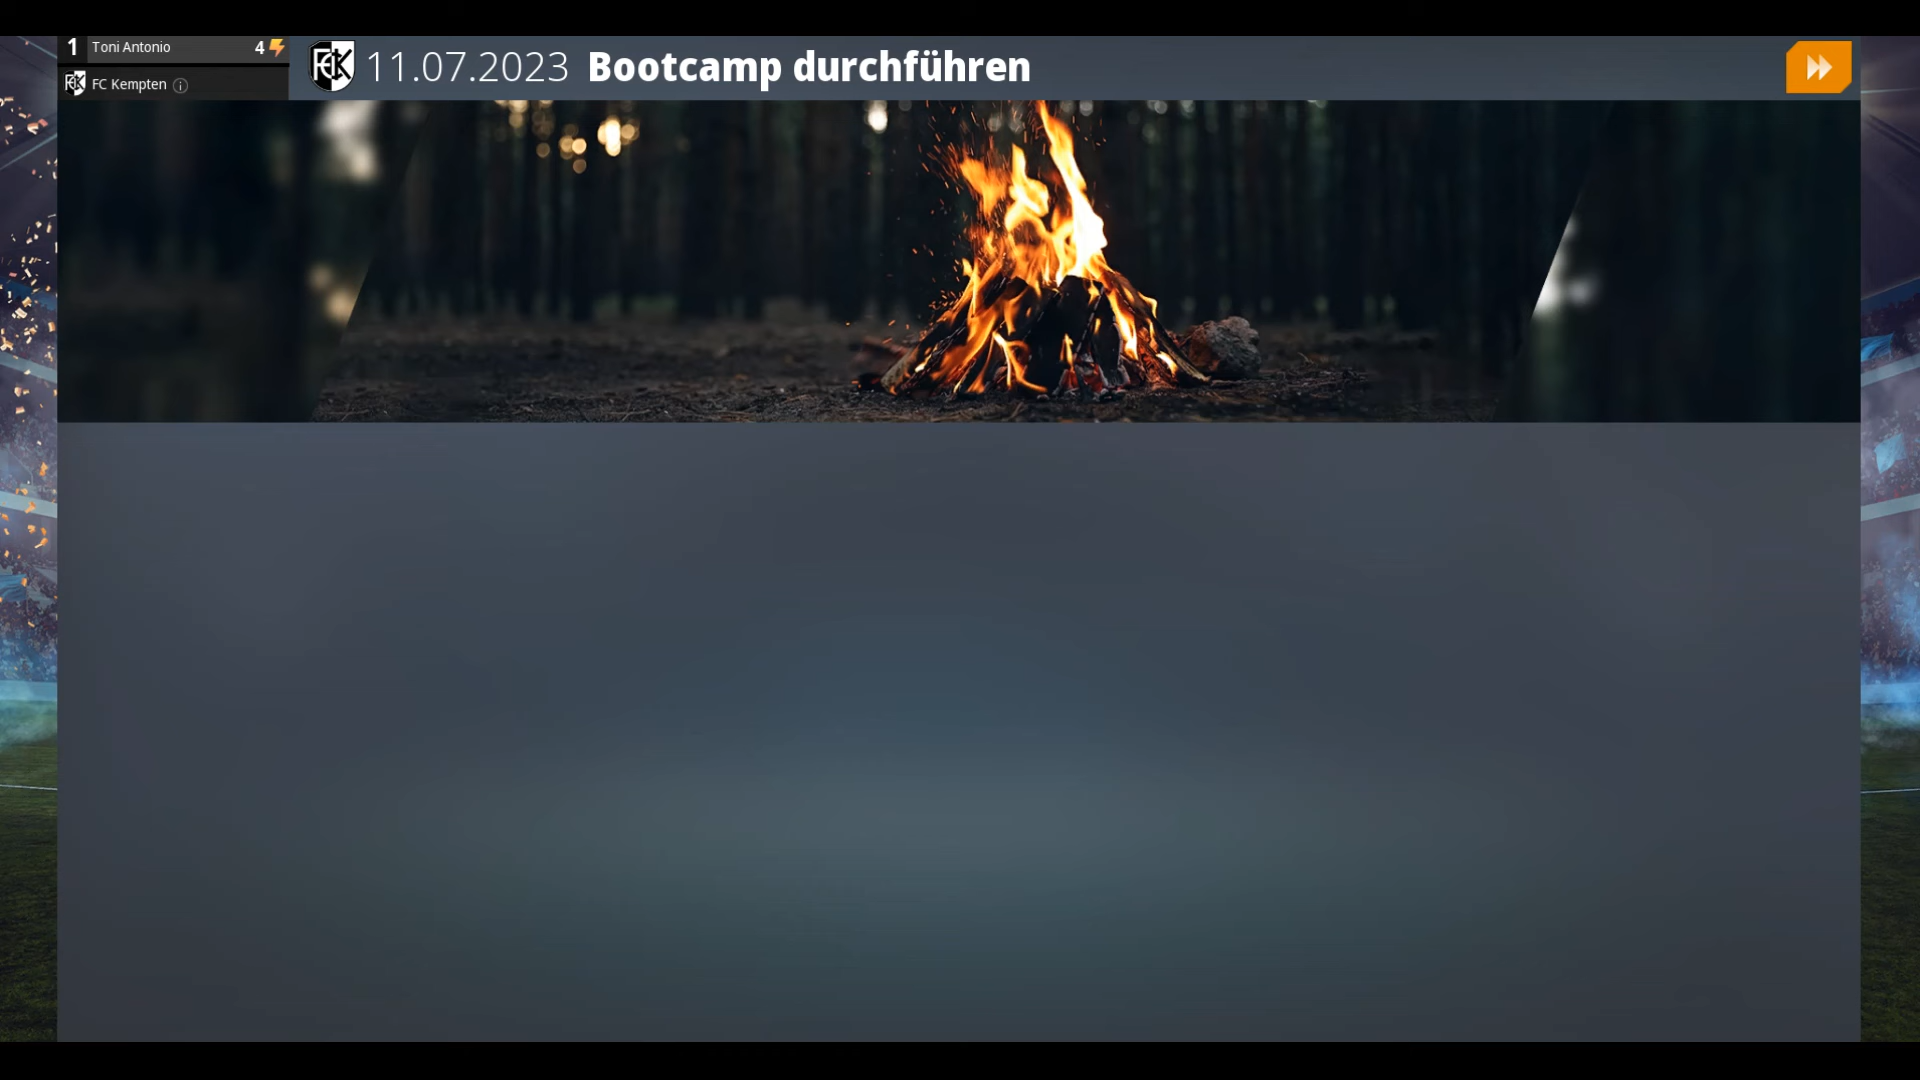 1 Toni Antonio 4
FC Kempten
11.07.2023 Bootcamp durchführen